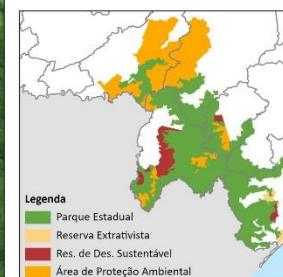 Legenda
Parque Estadual
Reserva Extrativista
Res. de Des. Sustentável
Área de Proteção Ambiental